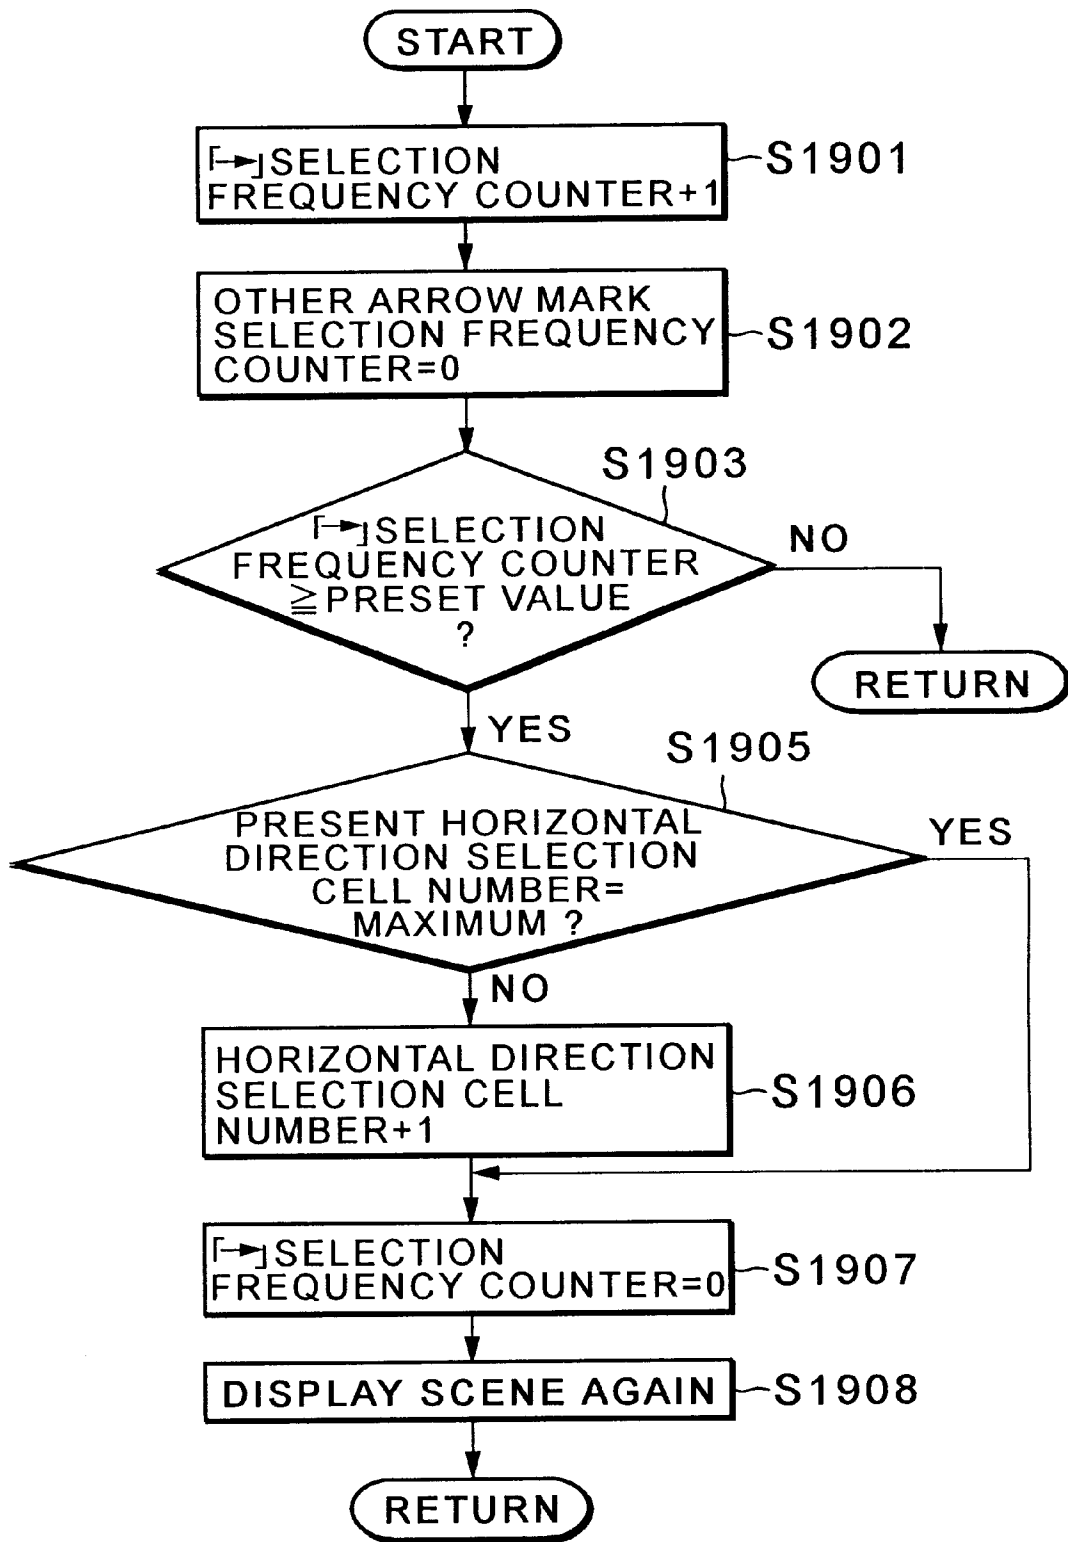 START
「→」SELECTION
FREQUENCY COUNTER+1
S1901
OTHER ARROW MARK
SELECTION FREQUENCY
COUNTER=0
S1902
S1903
「→」SELECTION
FREQUENCY COUNTER
≧PRESET VALUE
?
NO
RETURN
YES
S1905
PRESENT HORIZONTAL
DIRECTION SELECTION
CELL NUMBER=
MAXIMUM ?
YES
NO
HORIZONTAL DIRECTION
SELECTION CELL
NUMBER+1
S1906
「→」SELECTION
FREQUENCY COUNTER=0
S1907
DISPLAY SCENE AGAIN
S1908
RETURN